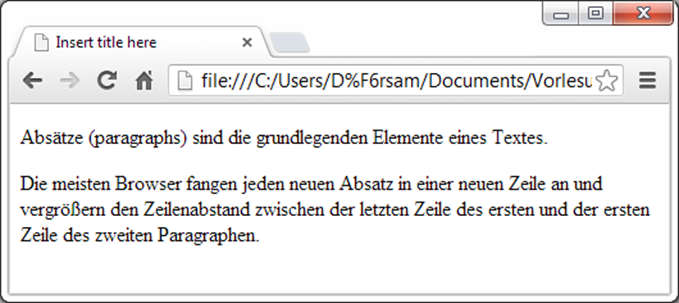 Insert title here
file:///C:/Users/D%F6rsam/Documents/Vorlesu
Absätze (paragraphs) sind die grundlegenden Elemente eines Textes.
Die meisten Browser fangen jeden neuen Absatz in einer neuen Zeile an und
vergrößern den Zeilenabstand zwischen der letzten Zeile des ersten und der ersten
Zeile des zweiten Paragraphen.